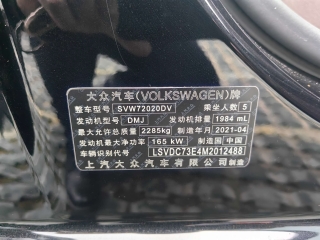 大众汽车(VOLKSWAGEN)牌
整车型号 SVW72020DV 乘坐人数 5
发动机型号 DMJ 发动机排量 1984 mL
最大允许总质量 2285kg 制造年月 2021-04
发动机最大净功率 165 kW 制造国 中国
车辆识别代号 LSVDC73E4M2012488
上汽大众汽车有限公司制造